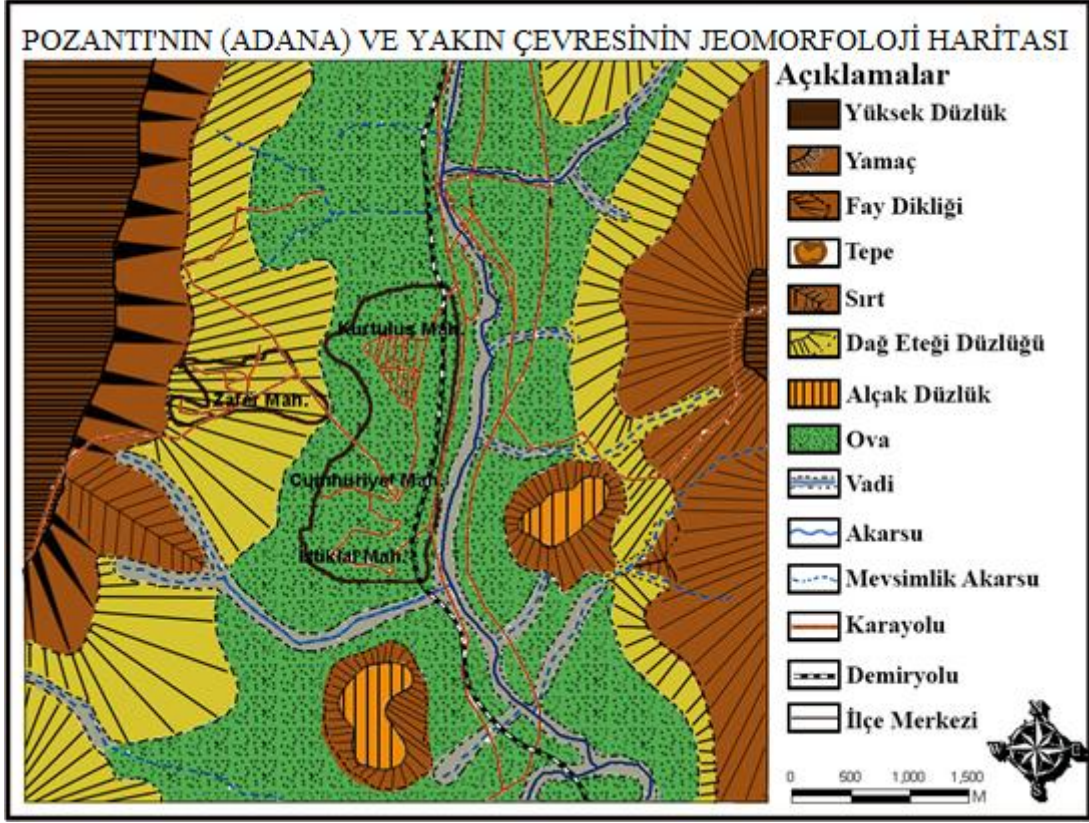 POZANTI'NIN (ADANA) VE YAKIN ÇEVRESİNİN JEOMORFOLOJİ HARİTASI
Açıklamalar
Yüksek Düzlük
Yamaç
Fay Dikliği
Tepe
Sırt
Dağ Eteği Düzlüğü
Alçak Düzlük
Ova
Vadi
Akarsu
Mevsimlik Akarsu
Karayolu
Demiryolu
İlçe Merkezi
Kurtuluş Mah.
Zafer Mah.
Cumhuriyet Mah.
İstiklal Mah.
N
W E
S
0 500 1,000 1,500
M